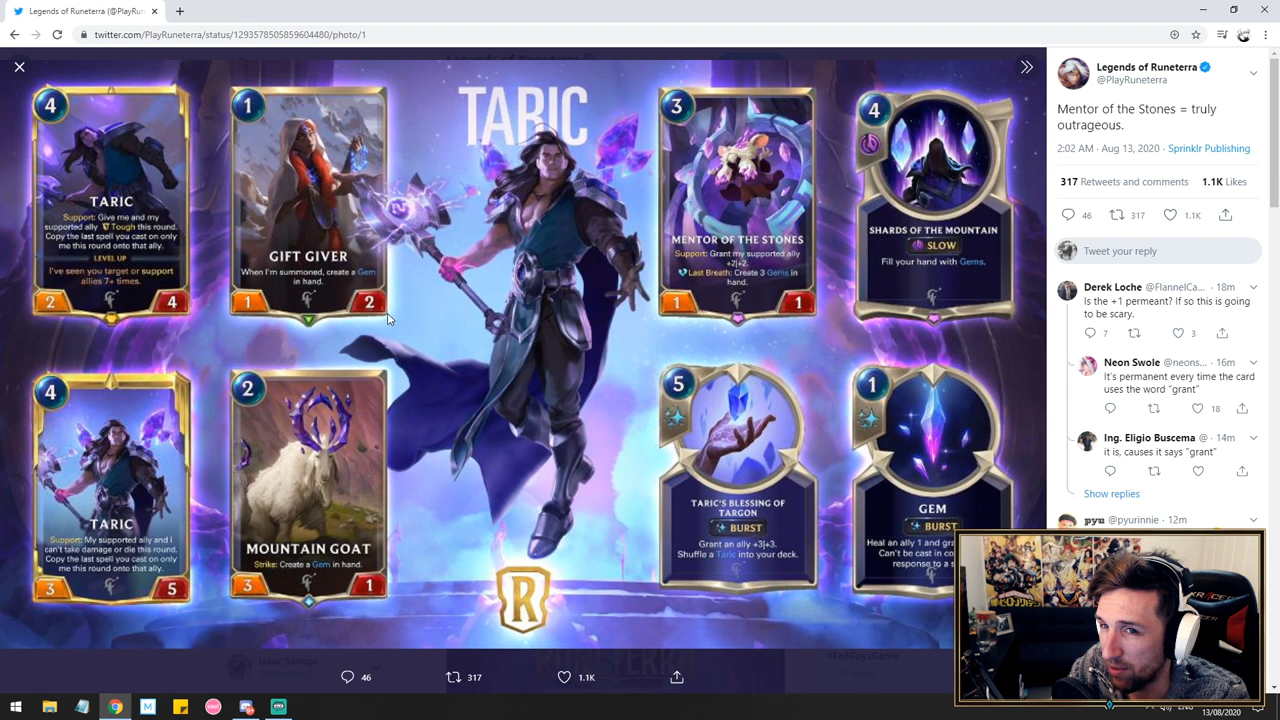 Legends of Runeterra (@PlayRun
twitter.com/PlayRuneterra/status/1293578505859604480/photo/1
TARIC
4
TARIC
Support: Give me and my
supported ally Tough this round.
Copy the last spell you cast on only
me this round onto that ally.
LEVEL UP
I've seen you target or support
allies 7+ times.
2
4
1
GIFT GIVER
When I'm summoned, create a Gem
in hand.
1
2
3
MENTOR OF THE STONES
Support: Grant my supported ally
+2|+2.
Last Breath: Create 3 Gems in
hand.
1
1
4
SHARDS OF THE MOUNTAIN
SLOW
Fill your hand with Gems.
4
TARIC
Support: My supported ally and I
can't take damage or die this round.
Copy the last spell you cast on only
me this round onto that ally.
3
5
2
MOUNTAIN GOAT
Strike: Create a Gem in hand.
3
1
5
TARIC'S BLESSING OF
TARGON
BURST
Grant an ally +3|+3.
Shuffle a Taric into your deck.
1
GEM
BURST
Heal an ally 1 and gra
Can't be cast in co
response to a s
R
Isaac Savage
#FallGuysGame
46
317
1.1K
Legends of Runeterra
@PlayRuneterra
Mentor of the Stones = truly
outrageous.
2:02 AM · Aug 13, 2020 · Sprinklr Publishing
317 Retweets and comments 1.1K Likes
46 317 1.1K
Tweet your reply
Derek Loche @FlannelCa... · 18m
Is the +1 permeant? If so this is going
to be scary.
7 3
Neon Swole @neons... · 16m
It's permanent every time the card
uses the word "grant"
18
Ing. Eligio Buscema @ · 14m
it is, causes it says "grant"
Show replies
pyu @pyurinnie · 12m
ENG
13/08/2020